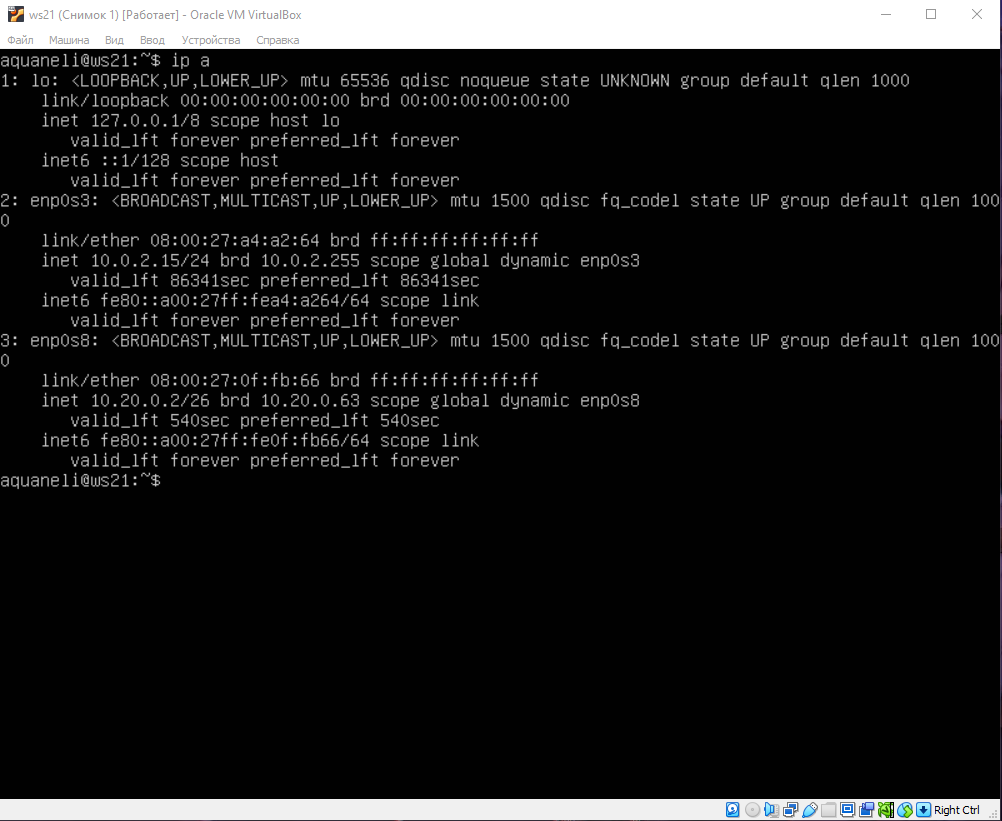 ws21 (Снимок 1) [Работает] - Oracle VM VirtualBox
Файл Машина Вид Ввод Устройства Справка
aquaneli@ws21:~$ ip a
1: lo: <LOOPBACK,UP,LOWER_UP> mtu 65536 qdisc noqueue state UNKNOWN group default qlen 1000
    link/loopback 00:00:00:00:00:00 brd 00:00:00:00:00:00
    inet 127.0.0.1/8 scope host lo
       valid_lft forever preferred_lft forever
    inet6 ::1/128 scope host
       valid_lft forever preferred_lft forever
2: enp0s3: <BROADCAST,MULTICAST,UP,LOWER_UP> mtu 1500 qdisc fq_codel state UP group default qlen 100
0
    link/ether 08:00:27:a4:a2:64 brd ff:ff:ff:ff:ff:ff
    inet 10.0.2.15/24 brd 10.0.2.255 scope global dynamic enp0s3
       valid_lft 86341sec preferred_lft 86341sec
    inet6 fe80::a00:27ff:fea4:a264/64 scope link
       valid_lft forever preferred_lft forever
3: enp0s8: <BROADCAST,MULTICAST,UP,LOWER_UP> mtu 1500 qdisc fq_codel state UP group default qlen 100
0
    link/ether 08:00:27:0f:fb:66 brd ff:ff:ff:ff:ff:ff
    inet 10.20.0.2/26 brd 10.20.0.63 scope global dynamic enp0s8
       valid_lft 540sec preferred_lft 540sec
    inet6 fe80::a00:27ff:fe0f:fb66/64 scope link
       valid_lft forever preferred_lft forever
aquaneli@ws21:~$
Right Ctrl